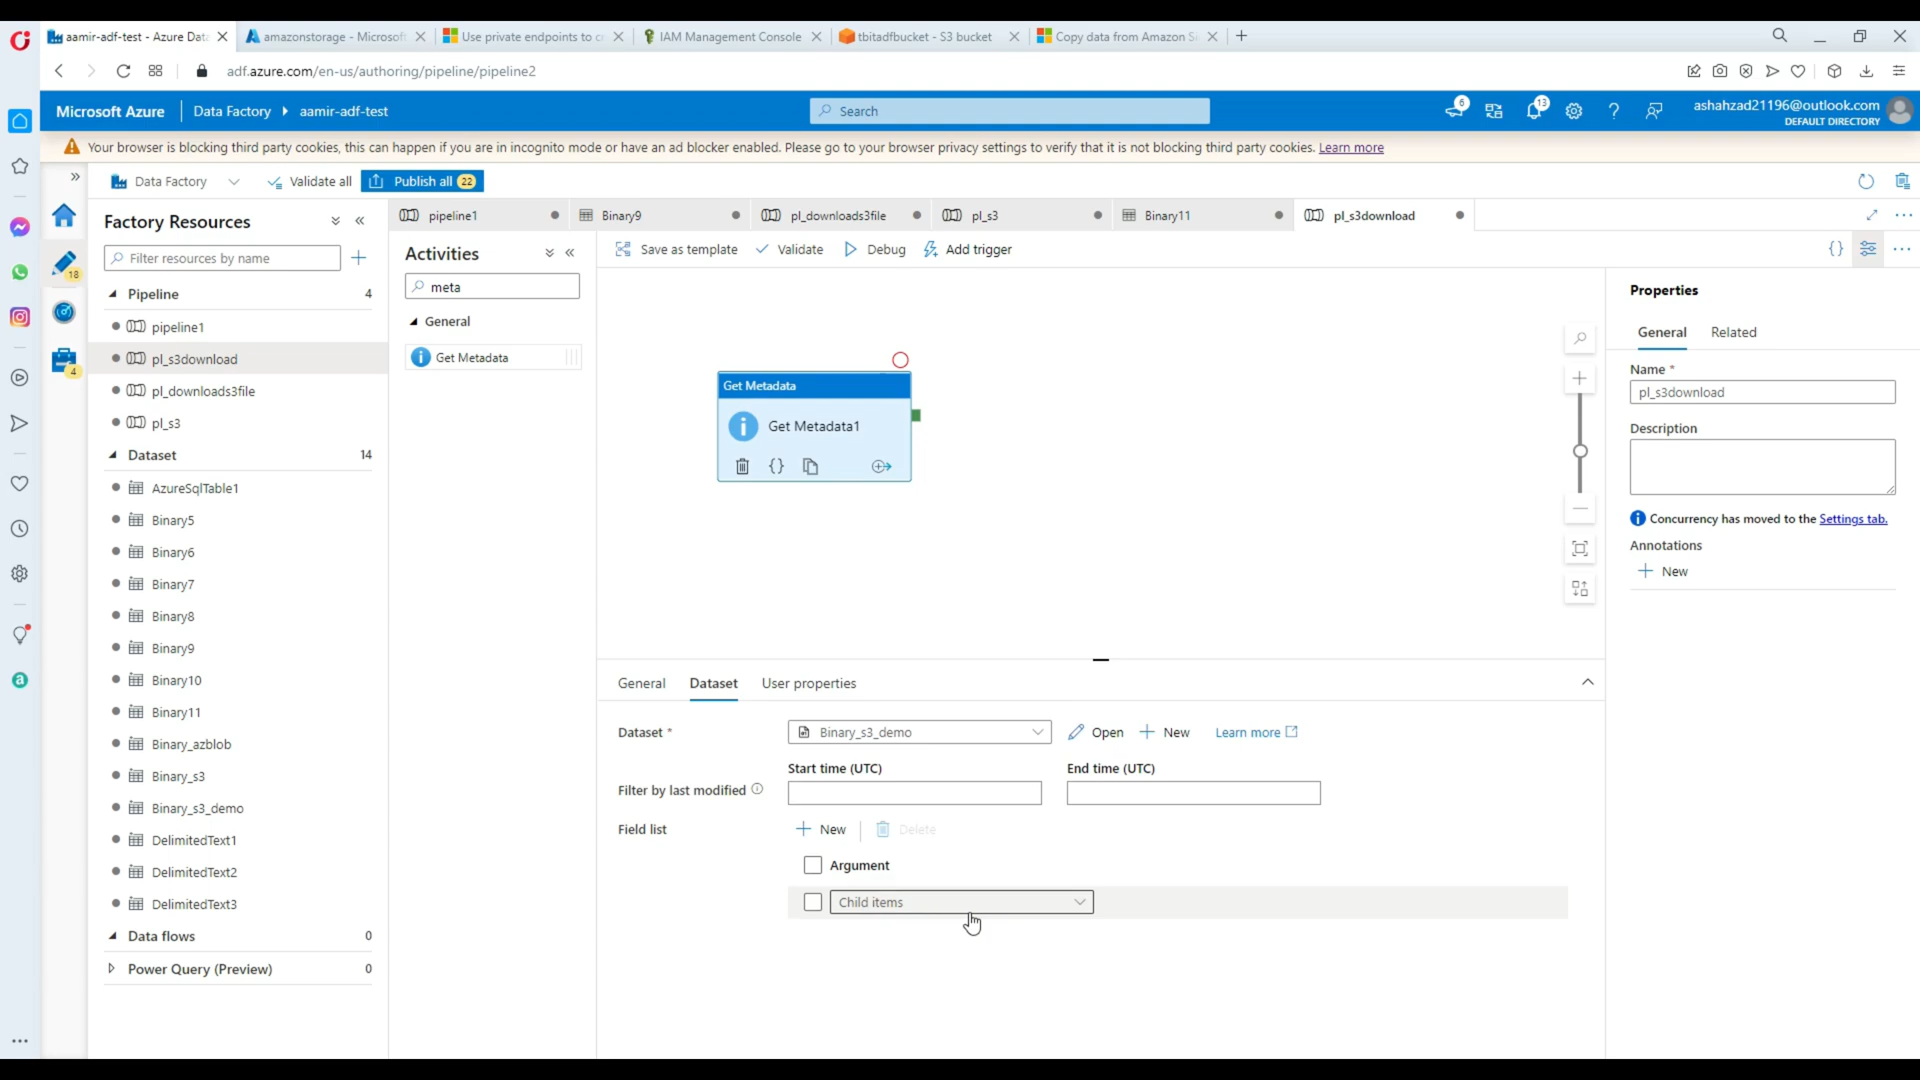 aamir-adf-test - Azure Data
amazonstorage - Microsoft
Use private endpoints to c
IAM Management Console
tbitadfbucket - S3 bucket
Copy data from Amazon S
adf.azure.com/en-us/authoring/pipeline/pipeline2
Microsoft Azure
Data Factory
aamir-adf-test
Search
6
13
ashahzad21196@outlook.com
DEFAULT DIRECTORY
Your browser is blocking third party cookies, this can happen if you are in incognito mode or have an ad blocker enabled. Please go to your browser privacy settings to verify that it is not blocking third party cookies. Learn more
Data Factory
Validate all
Publish all 22
Factory Resources
Filter resources by name
18
4
Pipeline 4
pipeline1
pl_s3download
pl_downloads3file
pl_s3
Dataset 14
AzureSqlTable1
Binary5
Binary6
Binary7
Binary8
Binary9
Binary10
Binary11
Binary_azblob
Binary_s3
Binary_s3_demo
DelimitedText1
DelimitedText2
DelimitedText3
Data flows 0
Power Query (Preview) 0
pipeline1
Binary9
pl_downloads3file
pl_s3
Binary11
pl_s3download
Activities
meta
General
Get Metadata
Save as template
Validate
Debug
Add trigger
Get Metadata
Get Metadata1
General
Dataset
User properties
Dataset *
Binary_s3_demo
Open
New
Learn more
Start time (UTC)
End time (UTC)
Filter by last modified
Field list
New
Delete
Argument
Child items
Properties
General
Related
Name *
pl_s3download
Description
Concurrency has moved to the Settings tab.
Annotations
New